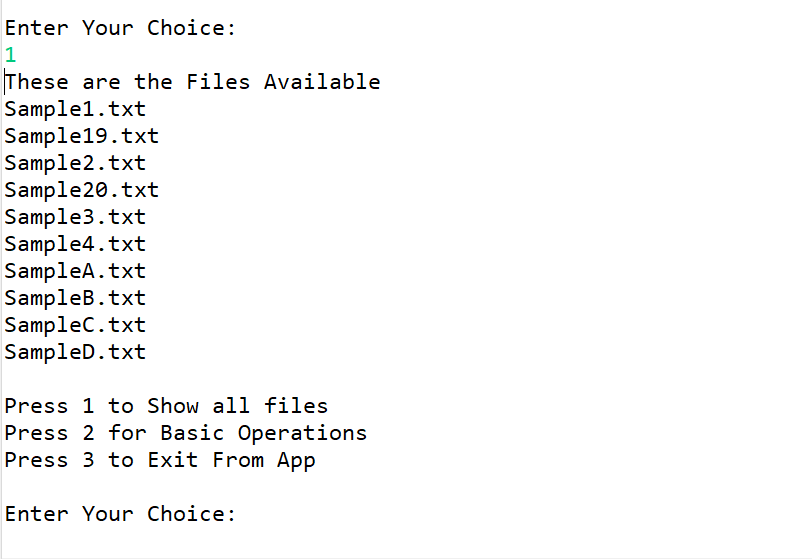 Enter Your Choice:
1
These are the Files Available
Sample1.txt
Sample19.txt
Sample2.txt
Sample20.txt
Sample3.txt
Sample4.txt
SampleA.txt
SampleB.txt
SampleC.txt
SampleD.txt
Press 1 to Show all files
Press 2 for Basic Operations
Press 3 to Exit From App
Enter Your Choice: